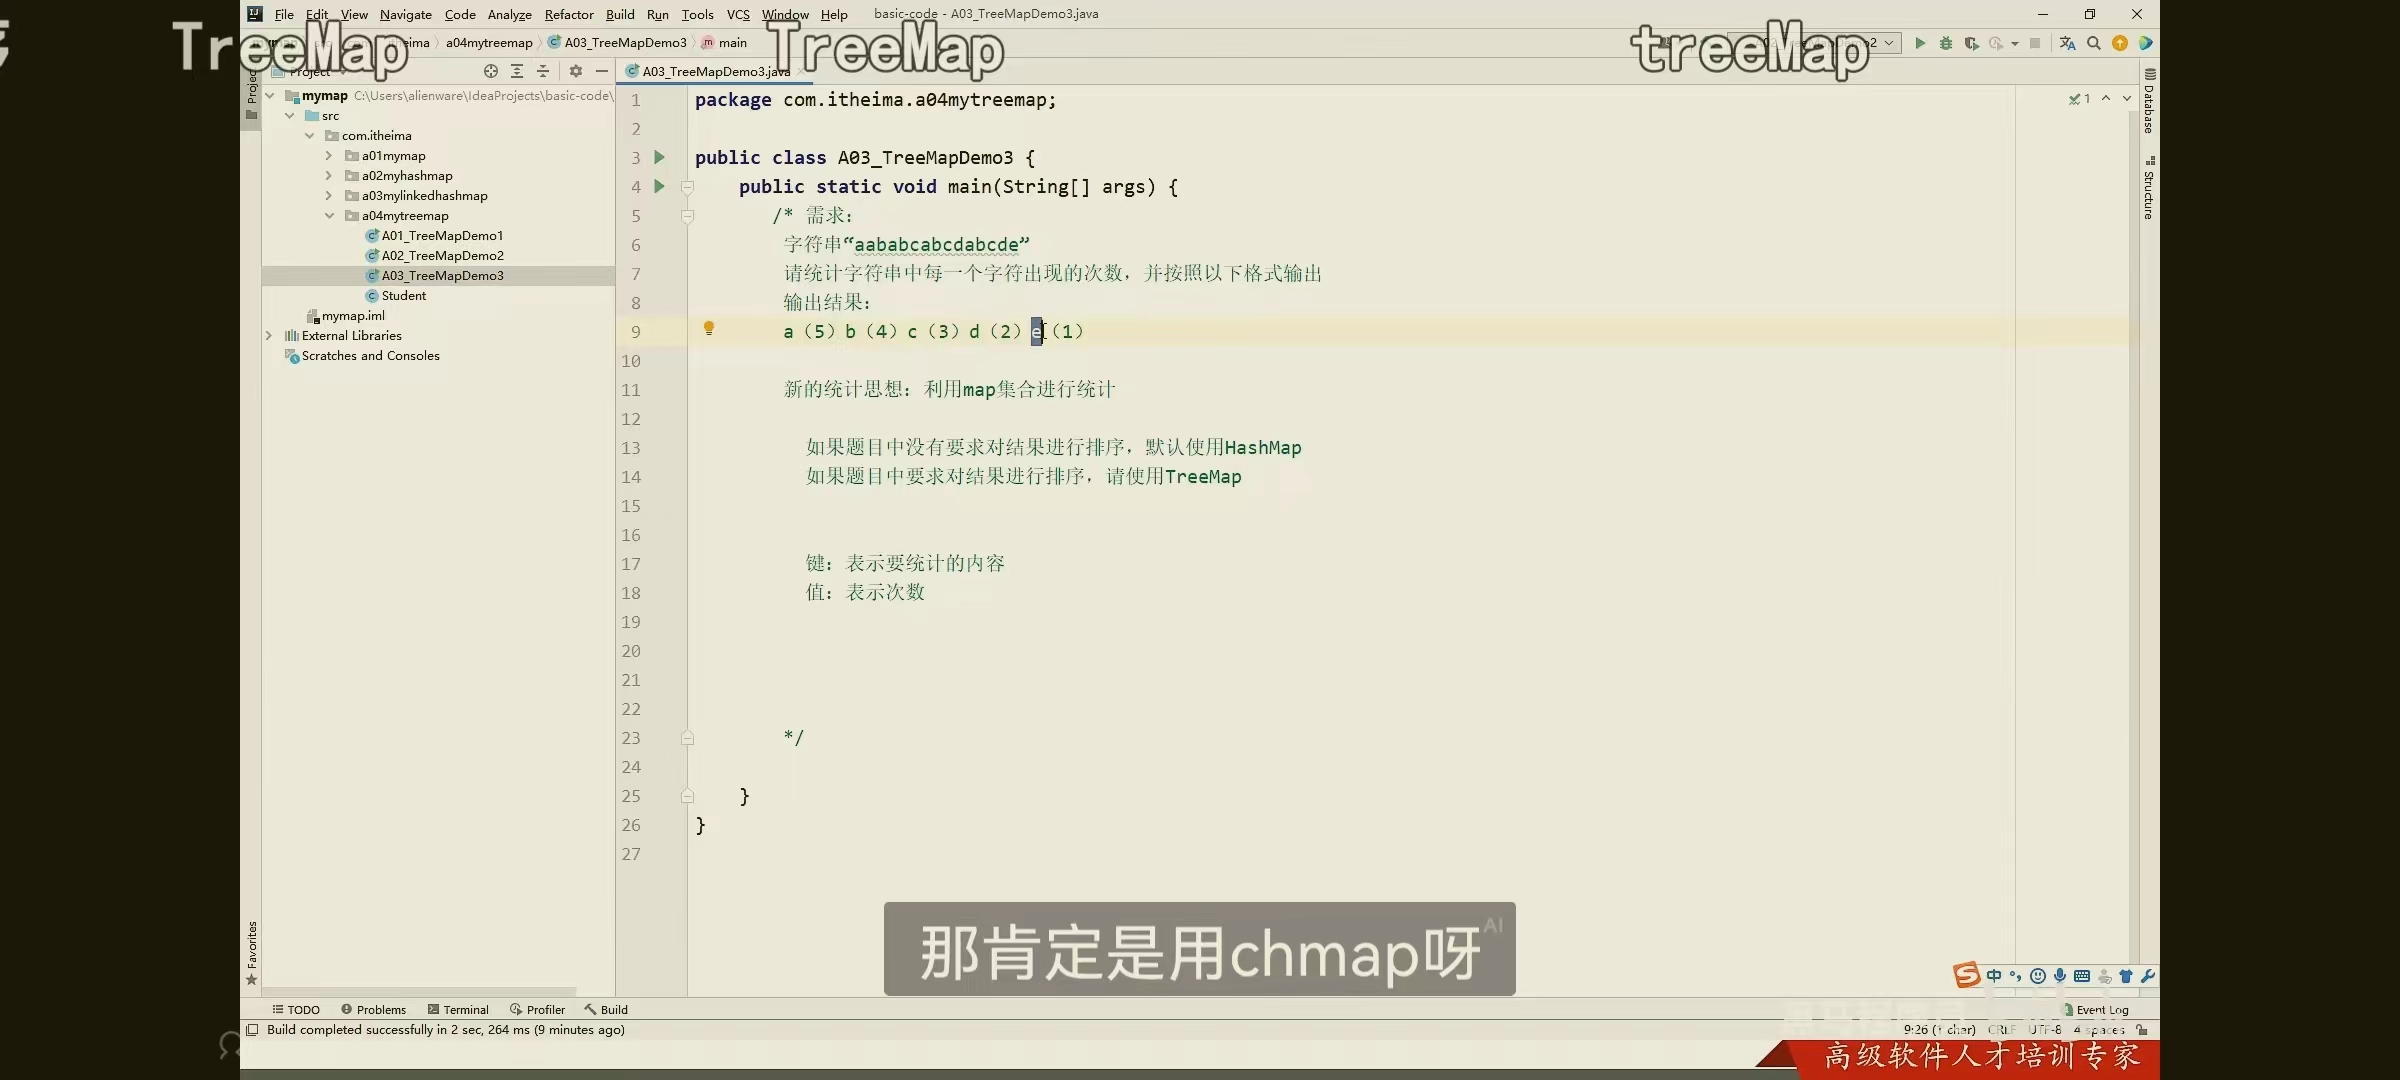 File Edit View Navigate Code Analyze Refactor Build Run Tools VCS Window Help basic-code - A03_TreeMapDemo3.java
TreeMap TreeMap treeMap
a04mytreemap A03_TreeMapDemo3 main
Project
A03_TreeMapDemo3.java
mymap C:\Users\alienware\IdeaProjects\basic-code\
src
com.itheima
a01mymap
a02myhashmap
a03mylinkedhashmap
a04mytreemap
A01_TreeMapDemo1
A02_TreeMapDemo2
A03_TreeMapDemo3
Student
mymap.iml
External Libraries
Scratches and Consoles
1 package com.itheima.a04mytreemap;
2
3 public class A03_TreeMapDemo3 {
4 public static void main(String[] args) {
5 /* 需求：
6 字符串“aababcabcdabcde”
7 请统计字符串中每一个字符出现的次数，并按照以下格式输出
8 输出结果：
9 a（5）b（4）c（3）d（2）e（1）
10
11 新的统计思想：利用map集合进行统计
12
13 如果题目中没有要求对结果进行排序，默认使用HashMap
14 如果题目中要求对结果进行排序，请使用TreeMap
15
16
17 键：表示要统计的内容
18 值：表示次数
19
20
21
22
23 */
24
25 }
26 }
27
1
Database
Structure
Favorites
那肯定是用chmap呀
AI
中
TODO Problems Terminal Profiler Build Event Log
Build completed successfully in 2 sec, 264 ms (9 minutes ago) 9:26 (1 char) CRLF UTF-8 4 spaces
高级软件人才培训专家